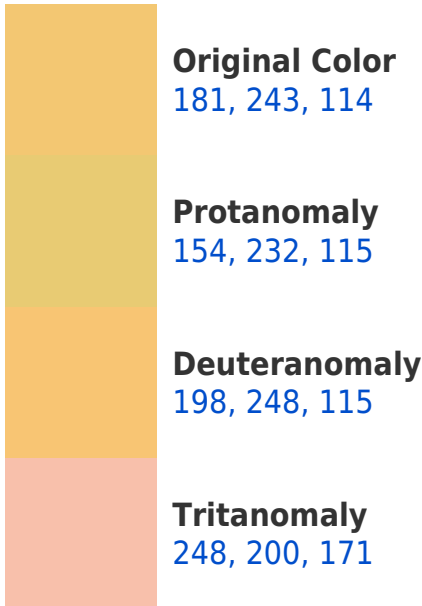 Original Color
181, 243, 114
Protanomaly
154, 232, 115
Deuteranomaly
198, 248, 115
Tritanomaly
248, 200, 171